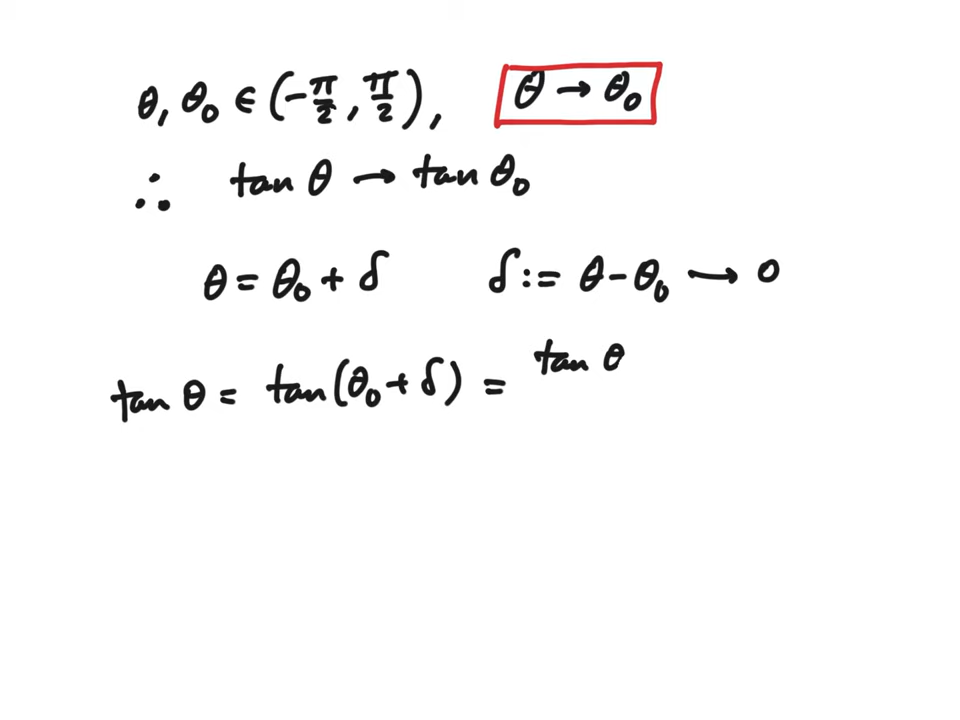 θ, θ₀ ∈ (-π/2, π/2), θ → θ₀
∴ tan θ → tan θ₀
θ = θ₀ + δ δ := θ - θ₀ → 0
tan θ = tan(θ₀ + δ) = tan θ